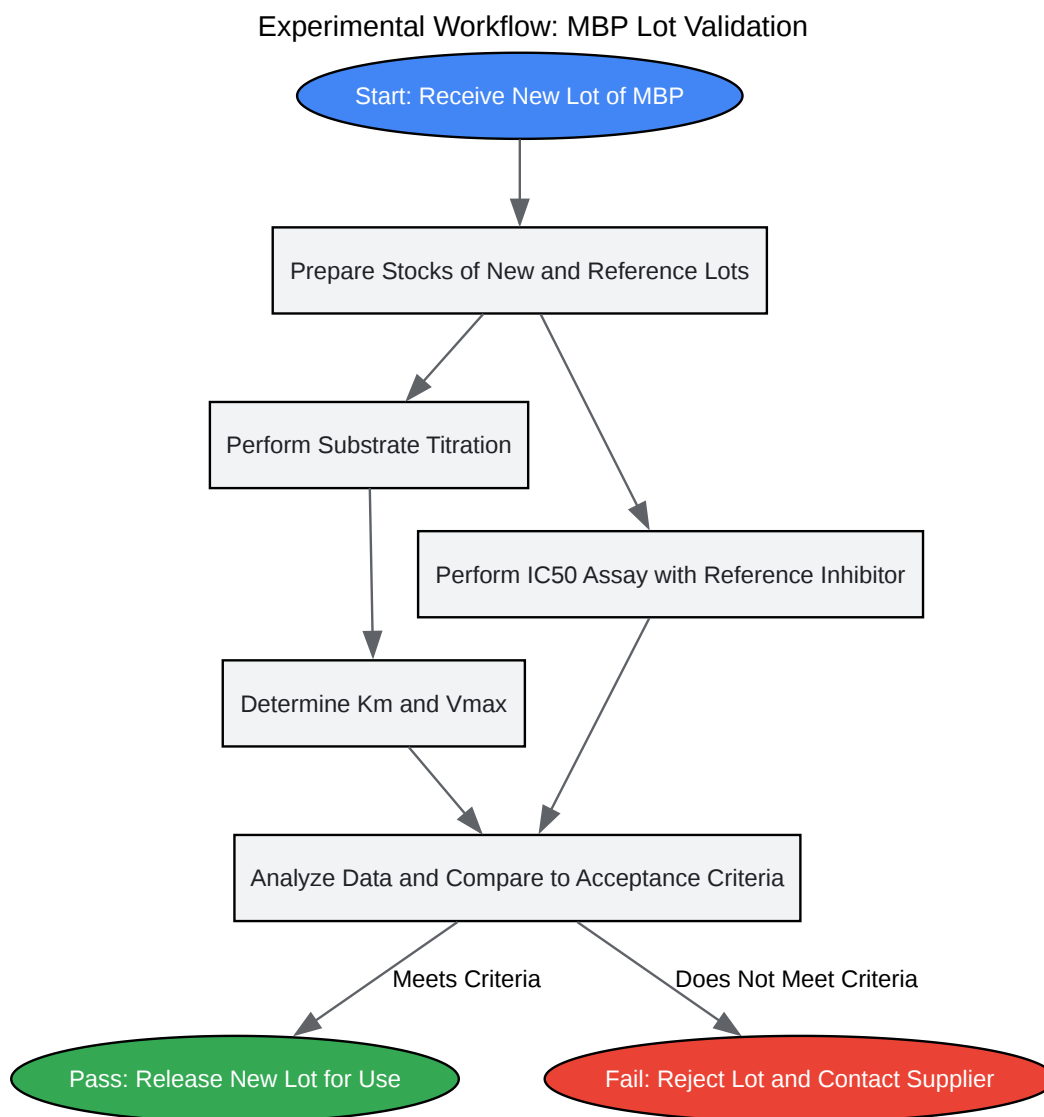 Experimental Workflow: MBP Lot Validation
Start: Receive New Lot of MBP
Prepare Stocks of New and Reference Lots
Perform Substrate Titration
Perform IC50 Assay with Reference Inhibitor
Determine Km and Vmax
Analyze Data and Compare to Acceptance Criteria
Meets Criteria
Does Not Meet Criteria
Pass: Release New Lot for Use
Fail: Reject Lot and Contact Supplier